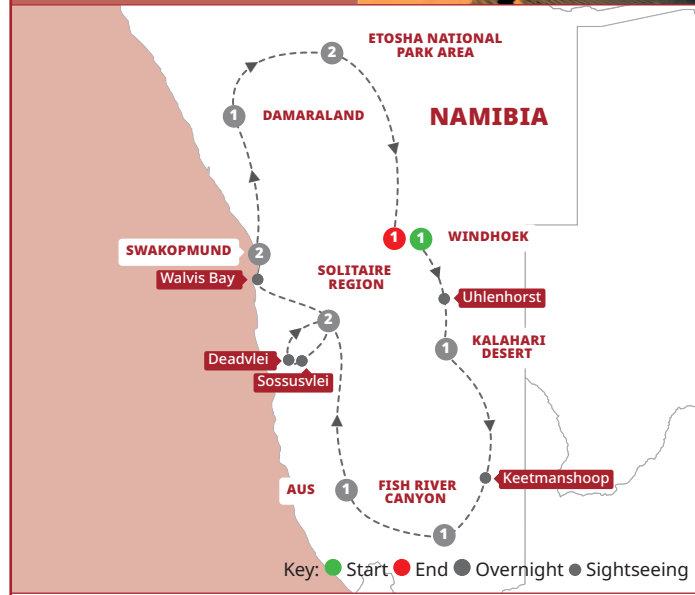 ETOSHA NATIONAL
PARK AREA
2
1
DAMARALAND
NAMIBIA
1
1
WINDHOEK
SWAKOPMUND
2
Walvis Bay
SOLITAIRE
REGION
Uhlenhorst
2
KALAHARI
DESERT
1
Deadvlei
Sossusvlei
Keetmanshoop
AUS
1
FISH RIVER
CANYON
1
Key: Start End Overnight Sightseeing